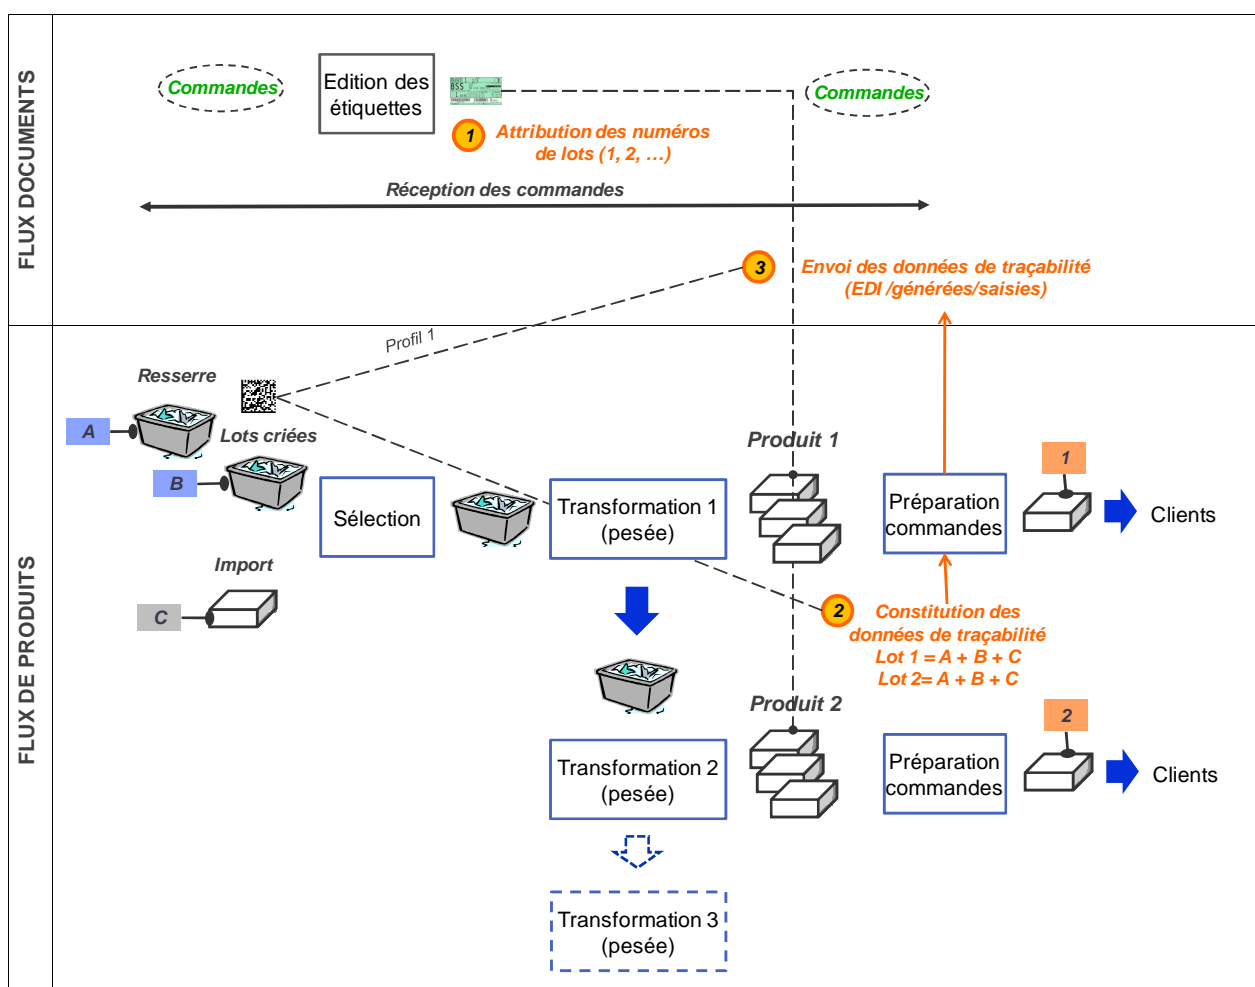 FLUX DOCUMENTS
Commandes
Edition des
étiquettes
BSS
Commandes
1
Attribution des numéros
de lots (1, 2, …)
Réception des commandes
3
Envoi des données de traçabilité
(EDI /générées/saisies)
FLUX DE PRODUITS
Profil 1
Resserre
A
Lots criées
B
Import
C
Sélection
Transformation 1
(pesée)
Produit 1
Préparation
commandes
1
Clients
2
Constitution des
données de traçabilité
Lot 1 = A + B + C
Lot 2= A + B + C
Produit 2
Transformation 2
(pesée)
Préparation
commandes
2
Clients
Transformation 3
(pesée)